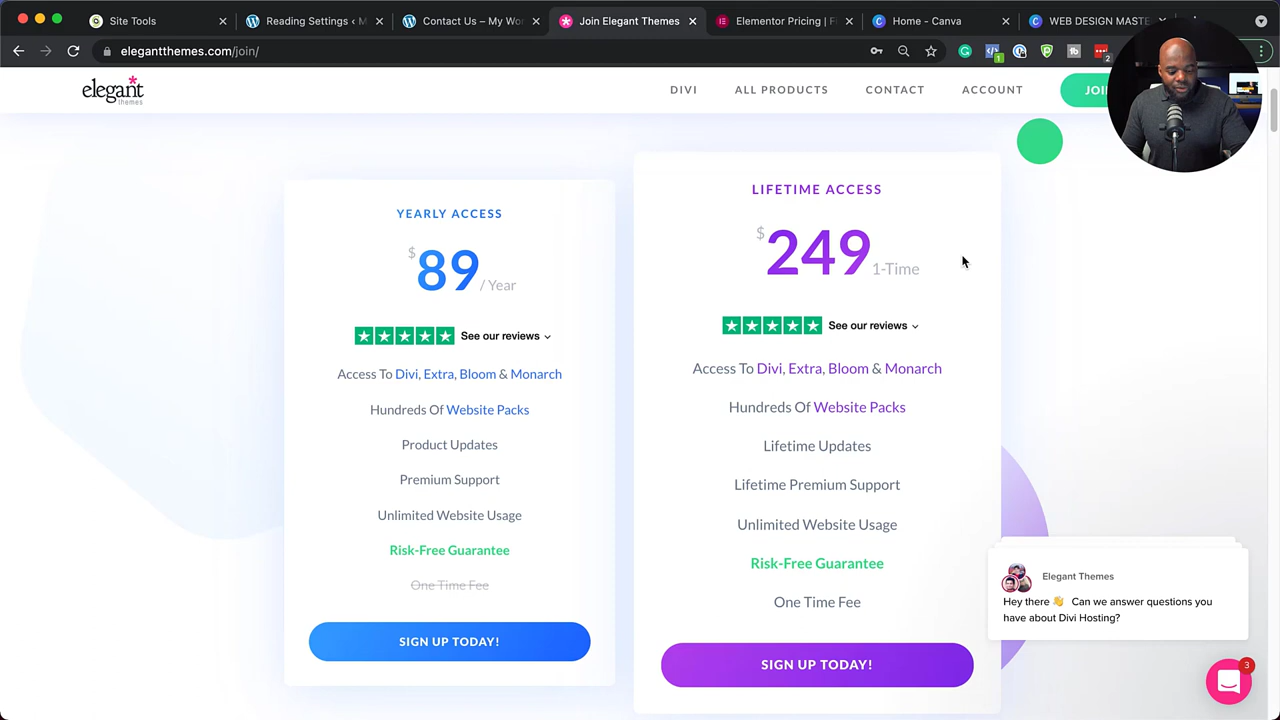 Site Tools
Reading Settings ‹ M
Contact Us – My Wor
Join Elegant Themes
Elementor Pricing | Fl
Home - Canva
WEB DESIGN MASTE
elegantthemes.com/join/
1
2
elegant
themes
DIVI
ALL PRODUCTS
CONTACT
ACCOUNT
JOI
YEARLY ACCESS
$89/ Year
See our reviews
Access To Divi, Extra, Bloom & Monarch
Hundreds Of Website Packs
Product Updates
Premium Support
Unlimited Website Usage
Risk-Free Guarantee
One Time Fee
SIGN UP TODAY!
LIFETIME ACCESS
$249 1-Time
See our reviews
Access To Divi, Extra, Bloom & Monarch
Hundreds Of Website Packs
Lifetime Updates
Lifetime Premium Support
Unlimited Website Usage
Risk-Free Guarantee
One Time Fee
SIGN UP TODAY!
Elegant Themes
Hey there 👋 Can we answer questions you
have about Divi Hosting?
3